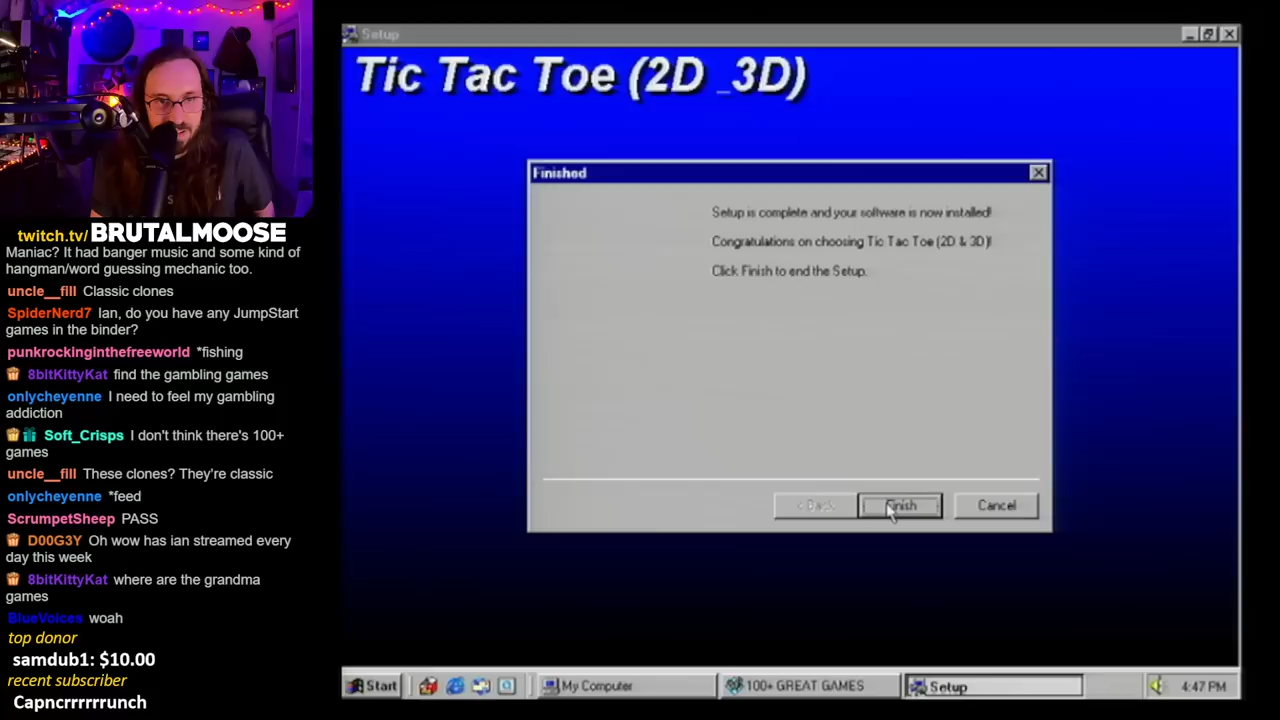 twitch.tv/BRUTALMOOSE
Maniac? It had banger music and some kind of
hangman/word guessing mechanic too.
uncle__fill Classic clones
SpiderNerd7 Ian, do you have any JumpStart
games in the binder?
punkrockinginthefreeworld *fishing
8bitKittyKat find the gambling games
onlycheyenne I need to feel my gambling
addiction
Soft_Crisps I don't think there's 100+
games
uncle__fill These clones? They're classic
onlycheyenne *feed
ScrumpetSheep PASS
D00G3Y Oh wow has ian streamed every
day this week
8bitKittyKat where are the grandma
games
BlueVoices woah
top donor
samdub1: $10.00
recent subscriber
Capncrrrrrrunch
Setup
Tic Tac Toe (2D _3D)
Finished
Setup is complete and your software is now installed!
Congratulations on choosing Tic Tac Toe (2D & 3D)!
Click Finish to end the Setup.
< Back
Finish
Cancel
Start
My Computer
100+ GREAT GAMES
Setup
4:47 PM